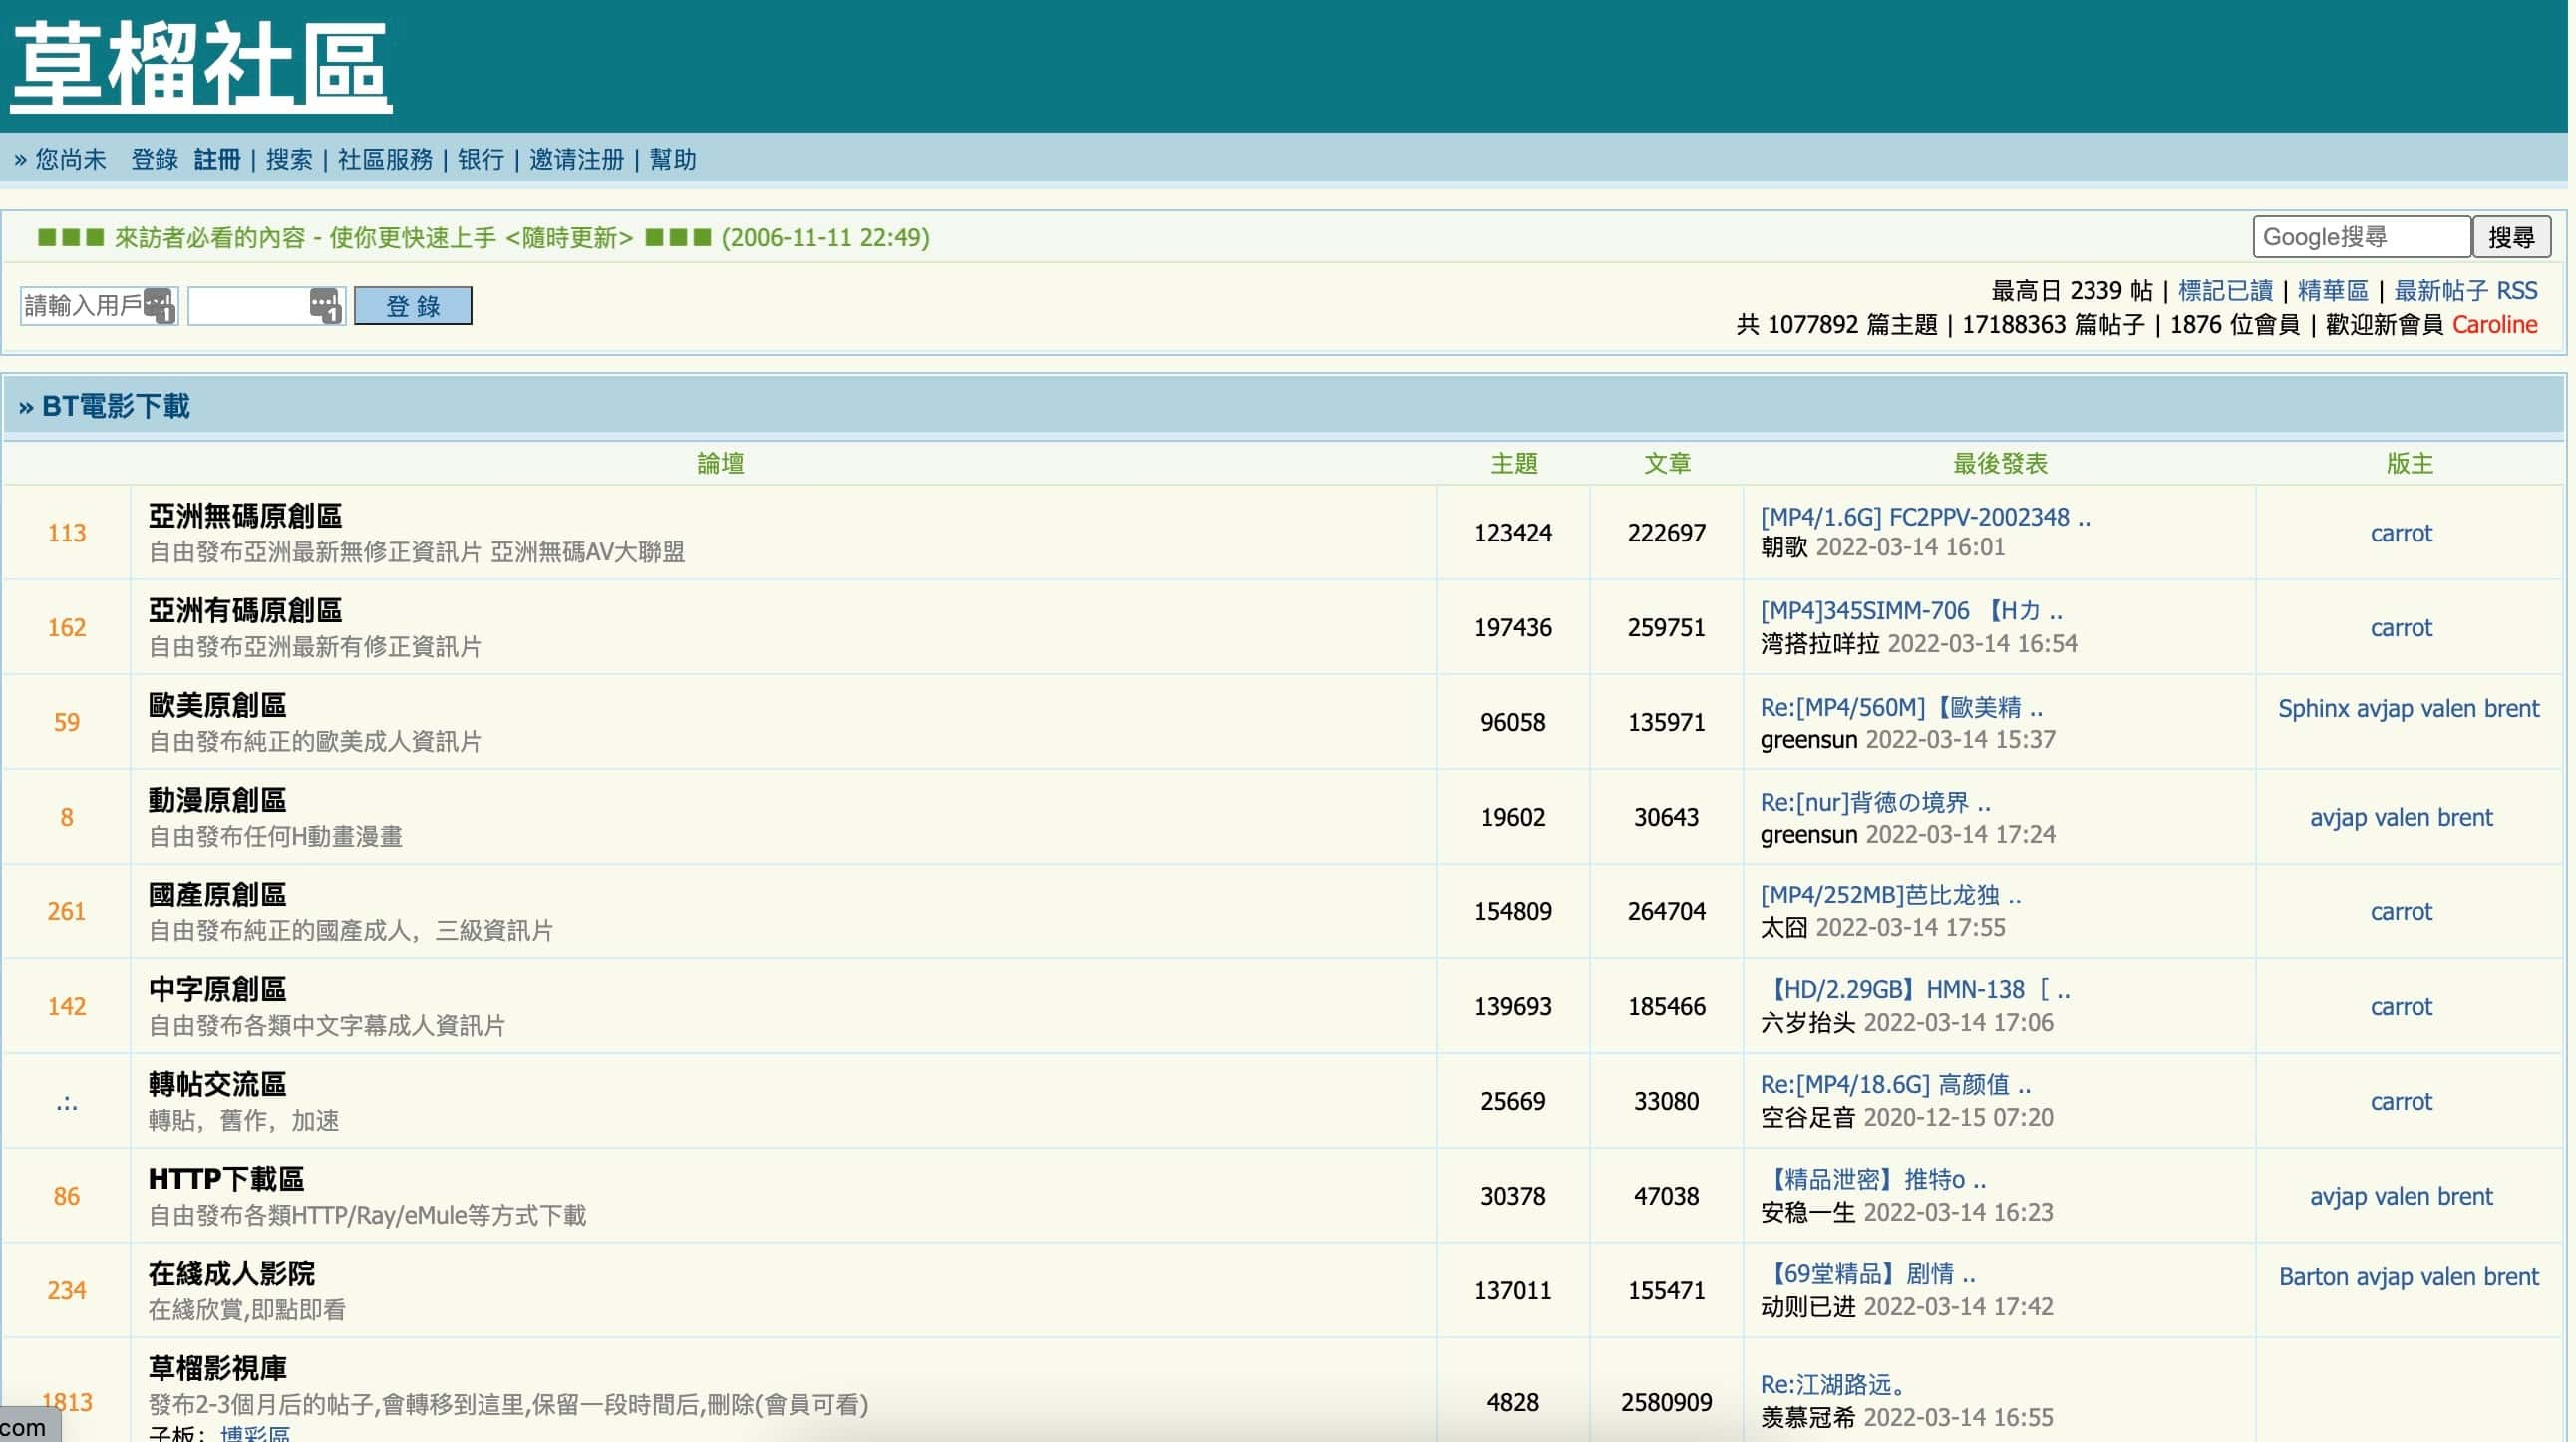 草榴社區
» 您尚未 登錄 註冊 | 搜索 | 社區服務 | 银行 | 邀请注册 | 幫助
■■■ 來訪者必看的內容 - 使你更快速上手 <隨時更新> ■■■ (2006-11-11 22:49)
Google搜尋 搜尋
請輸入用戶 登 錄
最高日 2339 帖 | 標記已讀 | 精華區 | 最新帖子 RSS
共 1077892 篇主題 | 17188363 篇帖子 | 1876 位會員 | 歡迎新會員 Caroline
» BT電影下載
論壇 主題 文章 最後發表 版主
113
亞洲無碼原創區
自由發布亞洲最新無修正資訊片 亞洲無碼AV大聯盟
123424 222697
[MP4/1.6G] FC2PPV-2002348 ..
朝歌 2022-03-14 16:01
carrot
162
亞洲有碼原創區
自由發布亞洲最新有修正資訊片
197436 259751
[MP4]345SIMM-706 【Hカ ..
湾搭拉咩拉 2022-03-14 16:54
carrot
59
歐美原創區
自由發布純正的歐美成人資訊片
96058 135971
Re:[MP4/560M]【歐美精 ..
greensun 2022-03-14 15:37
Sphinx avjap valen brent
8
動漫原創區
自由發布任何H動畫漫畫
19602 30643
Re:[nur]背徳の境界 ..
greensun 2022-03-14 17:24
avjap valen brent
261
國產原創區
自由發布純正的國產成人，三級資訊片
154809 264704
[MP4/252MB]芭比龙独 ..
太囧 2022-03-14 17:55
carrot
142
中字原創區
自由發布各類中文字幕成人資訊片
139693 185466
【HD/2.29GB】HMN-138［ ..
六岁抬头 2022-03-14 17:06
carrot
.:.
轉帖交流區
轉貼，舊作，加速
25669 33080
Re:[MP4/18.6G] 高颜值 ..
空谷足音 2020-12-15 07:20
carrot
86
HTTP下載區
自由發布各類HTTP/Ray/eMule等方式下載
30378 47038
【精品泄密】推特o ..
安稳一生 2022-03-14 16:23
avjap valen brent
234
在綫成人影院
在綫欣賞,即點即看
137011 155471
【69堂精品】剧情 ..
动则已进 2022-03-14 17:42
Barton avjap valen brent
1813
草榴影視庫
發布2-3個月后的帖子,會轉移到這里,保留一段時間后,刪除(會員可看)
子板：博彩區
4828 2580909
Re:江湖路远。
羡慕冠希 2022-03-14 16:55
com